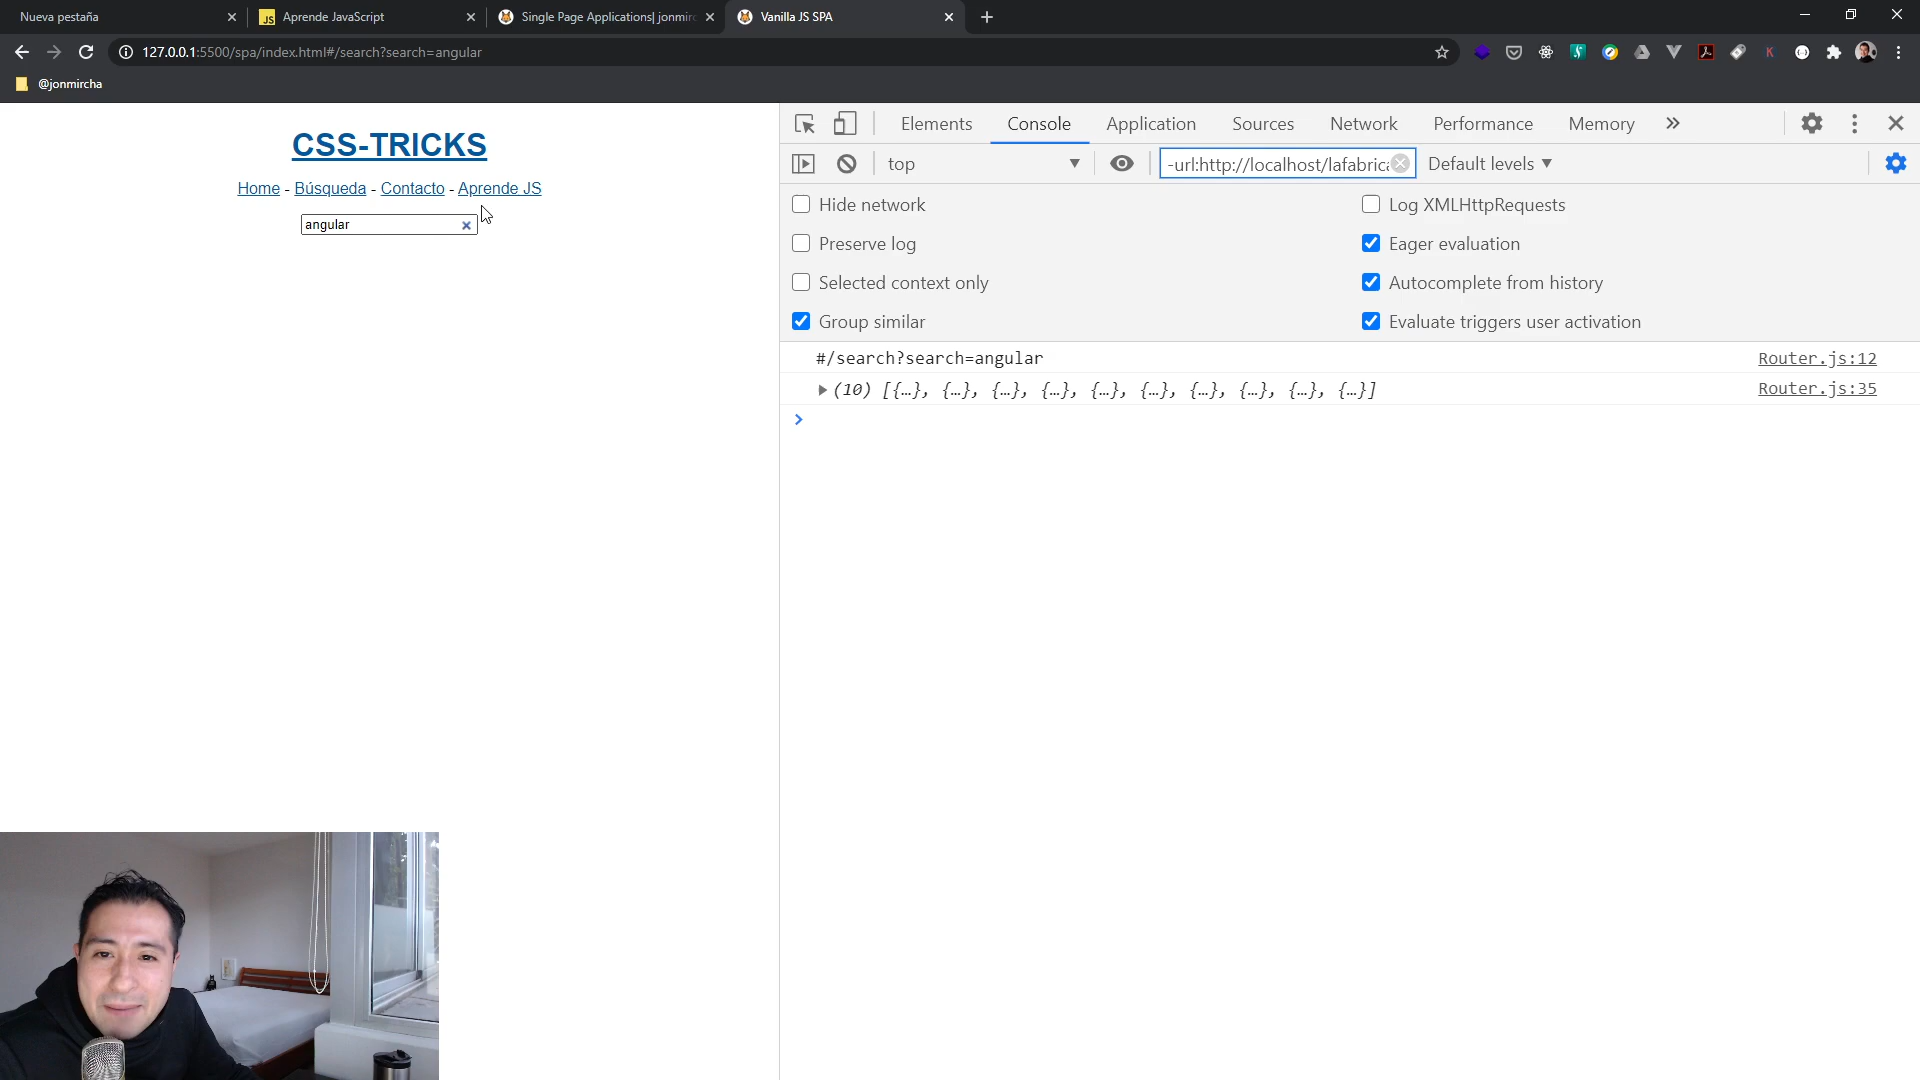 Nueva pestaña
JS Aprende JavaScript
Single Page Applications| jonmirc
Vanilla JS SPA
127.0.0.1:5500/spa/index.html#/search?search=angular
@jonmircha
CSS-TRICKS
Home - Búsqueda - Contacto - Aprende JS
angular
Elements Console Application Sources Network Performance Memory
top -url:http://localhost/lafabrica Default levels
Hide network
Log XMLHttpRequests
Preserve log
Eager evaluation
Selected context only
Autocomplete from history
Group similar
Evaluate triggers user activation
#/search?search=angular Router.js:12
(10) [{…}, {…}, {…}, {…}, {…}, {…}, {…}, {…}, {…}, {…}] Router.js:35